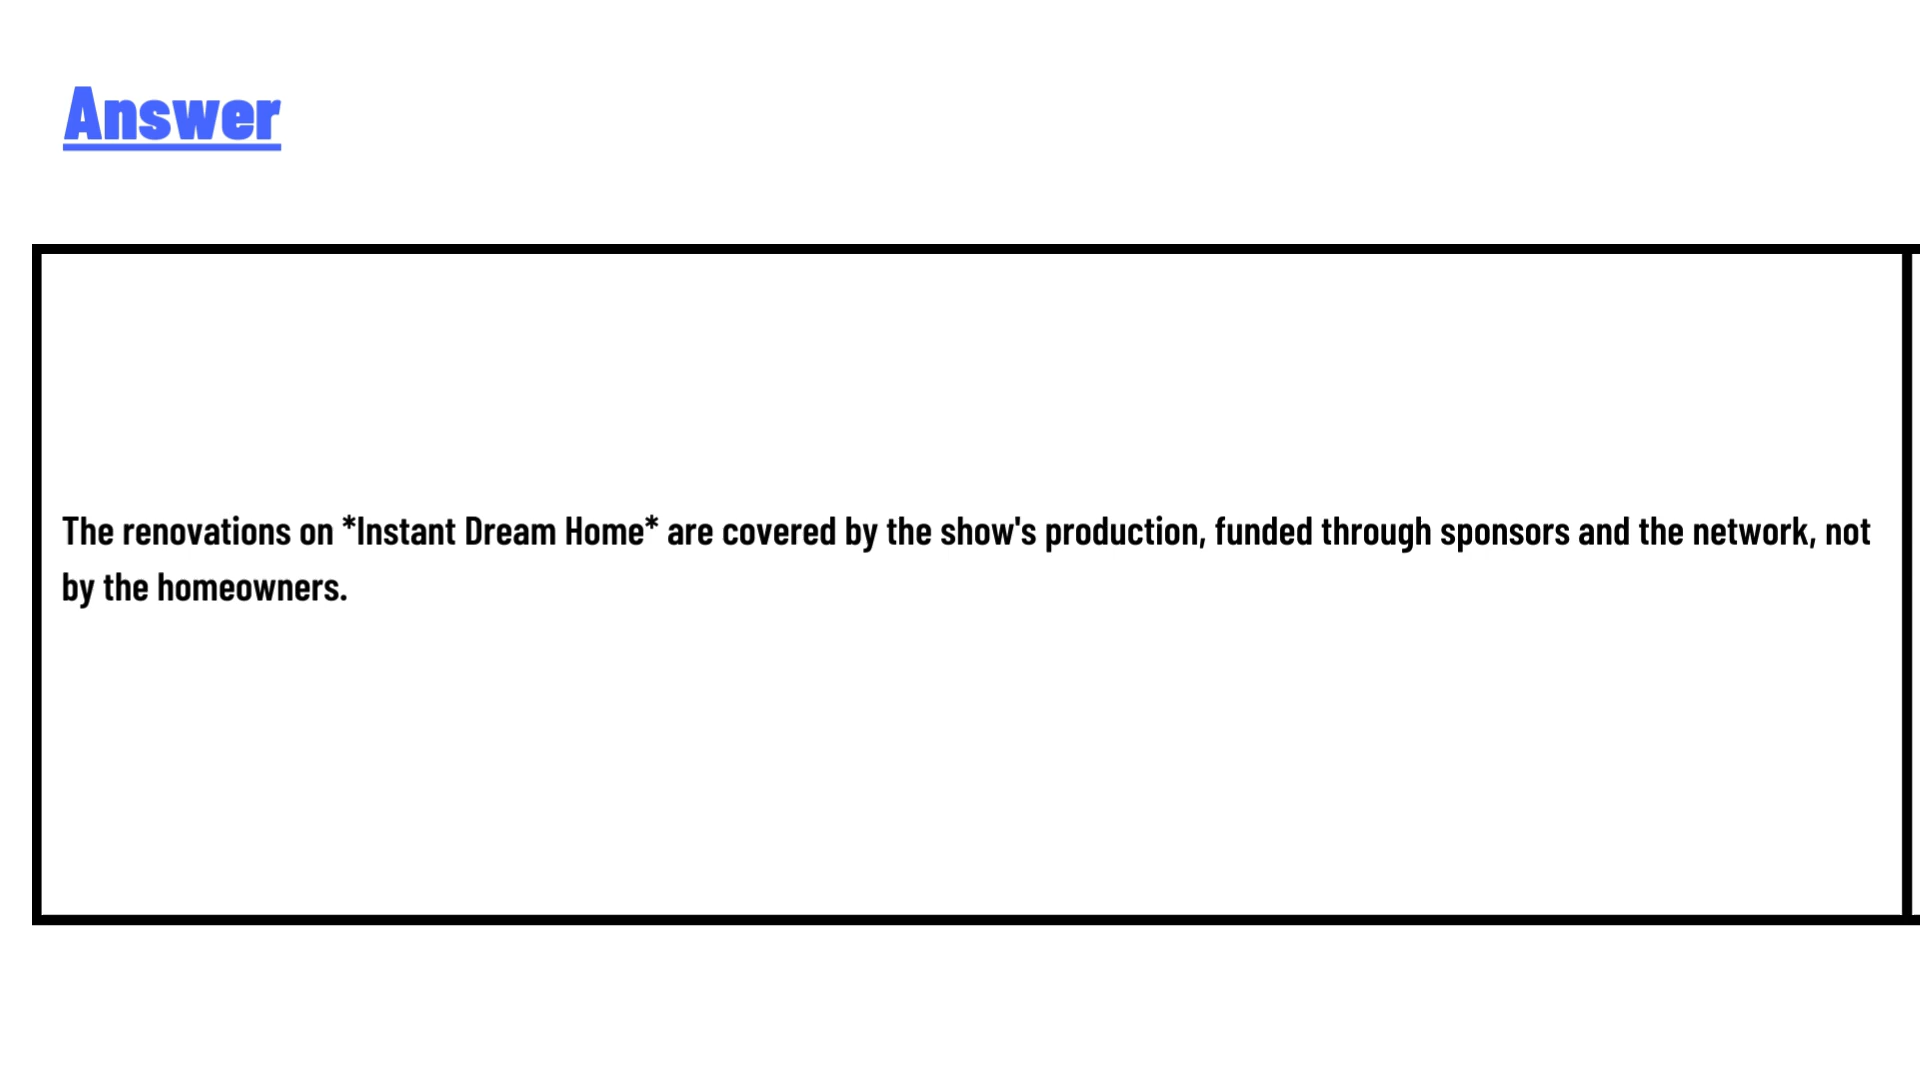 Answer
The renovations on *Instant Dream Home* are covered by the show's production, funded through sponsors and the network, not
by the homeowners.